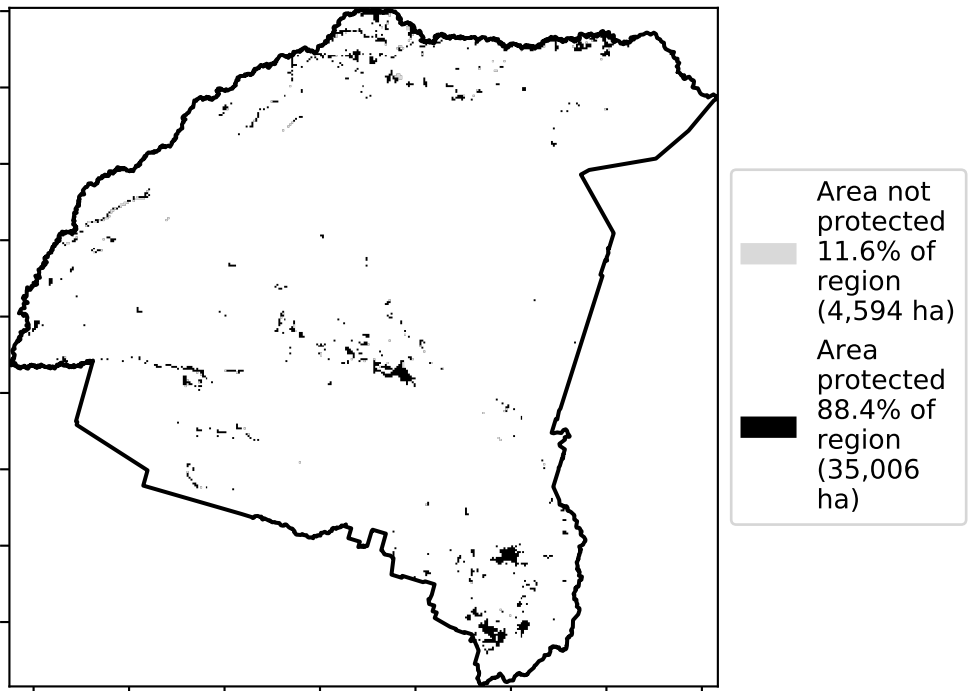 Area not
protected
11.6% of
region
(4,594 ha)
Area
protected
88.4% of
region
(35,006
ha)